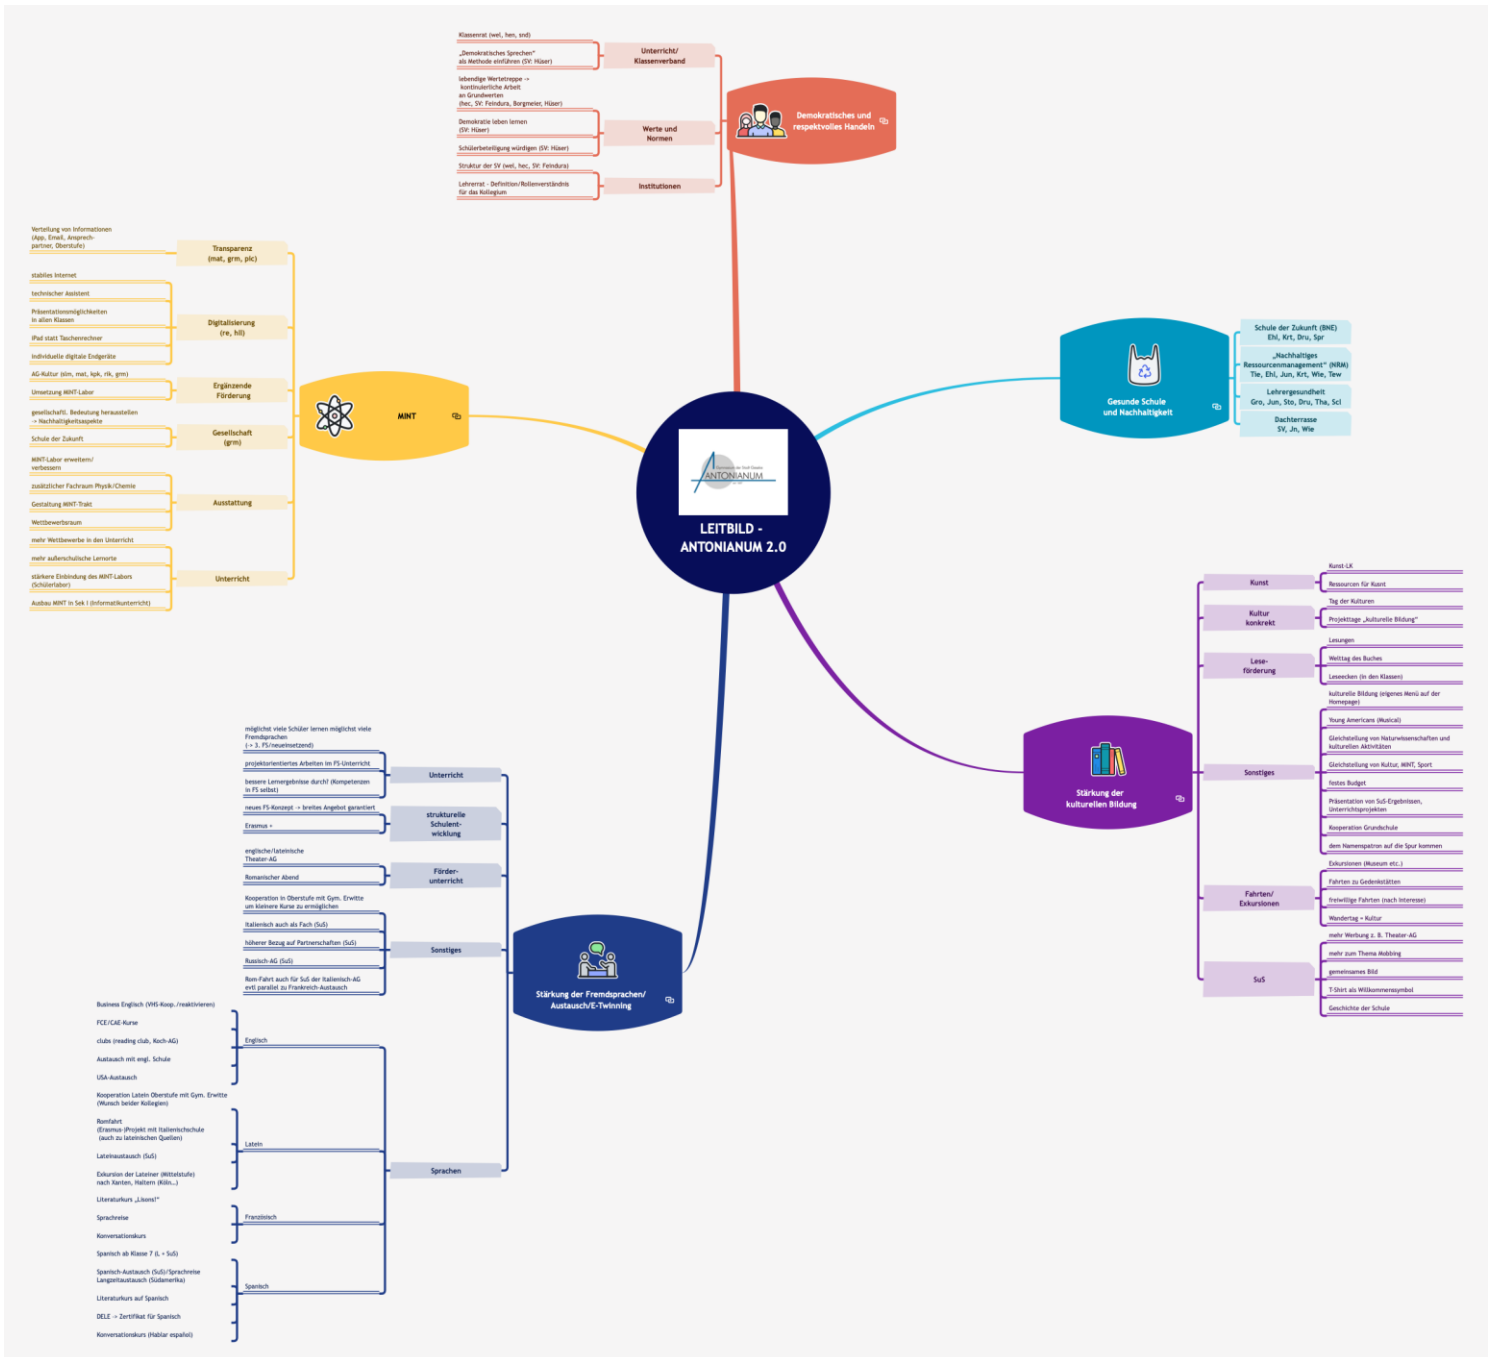 Klassenrat (wel, hen, snd)
„Demokratisches Sprechen“
als Methode einführen (SV: Hüser)
Unterricht/
Klassenverband
lebendige Wertetreppe ->
kontinuierliche Arbeit
an Grundwerten
(hec, SV: Feindura, Borgmeier, Hüser)
Demokratie leben lernen
(SV: Hüser)
Schülerbeteiligung würdigen (SV: Hüser)
Werte und
Normen
Struktur der SV (wel, hec, SV: Feindura)
Lehrerrat - Definition/Rollenverständnis
für das Kollegium
Institutionen
Demokratisches und
respektvolles Handeln
Verteilung von Informationen
(App, Email, Ansprech-
partner, Oberstufe)
Transparenz
(mat, grm, plc)
stabiles Internet
technischer Assistent
Präsentationsmöglichkeiten
in allen Klassen
iPad statt Taschenrechner
individuelle digitale Endgeräte
Digitalisierung
(re, hil)
AG-Kultur (sim, mat, kpk, rik, grm)
Umsetzung MINT-Labor
Ergänzende
Förderung
gesellschaftl. Bedeutung herausstellen
-> Nachhaltigkeitsaspekte
Schule der Zukunft
Gesellschaft
(grm)
MINT-Labor erweitern/
verbessern
zusätzlicher Fachraum Physik/Chemie
Gestaltung MINT-Trakt
Wettbewerbsraum
Ausstattung
mehr Wettbewerbe in den Unterricht
mehr außerschulische Lernorte
stärkere Einbindung des MINT-Labors
(Schülerlabor)
Ausbau MINT in Sek I (Informatikunterricht)
Unterricht
MINT
Gesunde Schule
und Nachhaltigkeit
Schule der Zukunft (BNE)
Ehl, Krt, Dru, Spr
„Nachhaltiges
Ressourcenmanagement“ (NRM)
Tie, Ehl, Jun, Krt, Wie, Tew
Lehrergesundheit
Gro, Jun, Sto, Dru, Tha, Scl
Dachterrasse
SV, Jn, Wie
ANTONIANUM
LEITBILD -
ANTONIANUM 2.0
Stärkung der
kulturellen Bildung
Kunst
Kunst-LK
Ressourcen für Kusnt
Kultur
konkrekt
Tag der Kulturen
Projekttage „kulturelle Bildung“
Lese-
förderung
Lesungen
Welttag des Buches
Leseecken (in den Klassen)
Sonstiges
kulturelle Bildung (eigenes Menü auf der
Homepage)
Young Americans (Musical)
Gleichstellung von Naturwissenschaften und
kulturellen Aktivitäten
Gleichstellung von Kultur, MINT, Sport
festes Budget
Präsentation von SuS-Ergebnissen,
Unterrichtsprojekten
Kooperation Grundschule
dem Namenspatron auf die Spur kommen
Fahrten/
Exkursionen
Exkursionen (Museum etc.)
Fahrten zu Gedenkstätten
freiwillige Fahrten (nach Interesse)
Wandertag = Kultur
SuS
mehr Werbung z. B. Theater-AG
mehr zum Thema Mobbing
gemeinsames Bild
T-Shirt als Willkommenssymbol
Geschichte der Schule
möglichst viele Schüler lernen möglichst viele
Fremdsprachen
(-> 3. FS/neueinsetzend)
projektorientiertes Arbeiten im FS-Unterricht
bessere Lernergebnisse durch? (Kompetenzen
in FS selbst)
Unterricht
neues FS-Konzept -> breites Angebot garantiert
Erasmus +
strukturelle
Schulent-
wicklung
englische/lateinische
Theater-AG
Romanischer Abend
Förder-
unterricht
Kooperation in Oberstufe mit Gym. Erwitte
um kleinere Kurse zu ermöglichen
Italienisch auch als Fach (SuS)
höherer Bezug auf Partnerschaften (SuS)
Russisch-AG (SuS)
Rom-Fahrt auch für SuS der Italienisch-AG
evtl parallel zu Frankreich-Austausch
Sonstiges
Stärkung der Fremdsprachen/
Austausch/E-Twinning
Business Englisch (VHS-Koop./reaktivieren)
FCE/CAE-Kurse
clubs (reading club, Koch-AG)
Austausch mit engl. Schule
USA-Austausch
Englisch
Kooperation Latein Oberstufe mit Gym. Erwitte
(Wunsch beider Kollegien)
Romfahrt
(Erasmus-)Projekt mit Italienischschule
(auch zu lateinischen Quellen)
Lateinaustausch (SuS)
Exkursion der Lateiner (Mittelstufe)
nach Xanten, Haltern (Köln...)
Latein
Sprachen
Literaturkurs „Lisons!“
Sprachreise
Konversationskurs
Französisch
Spanisch ab Klasse 7 (L + SuS)
Spanisch-Austausch (SuS)/Sprachreise
Langzeitaustausch (Südamerika)
Literaturkurs auf Spanisch
DELE -> Zertifikat für Spanisch
Konversationskurs (Hablar español)
Spanisch